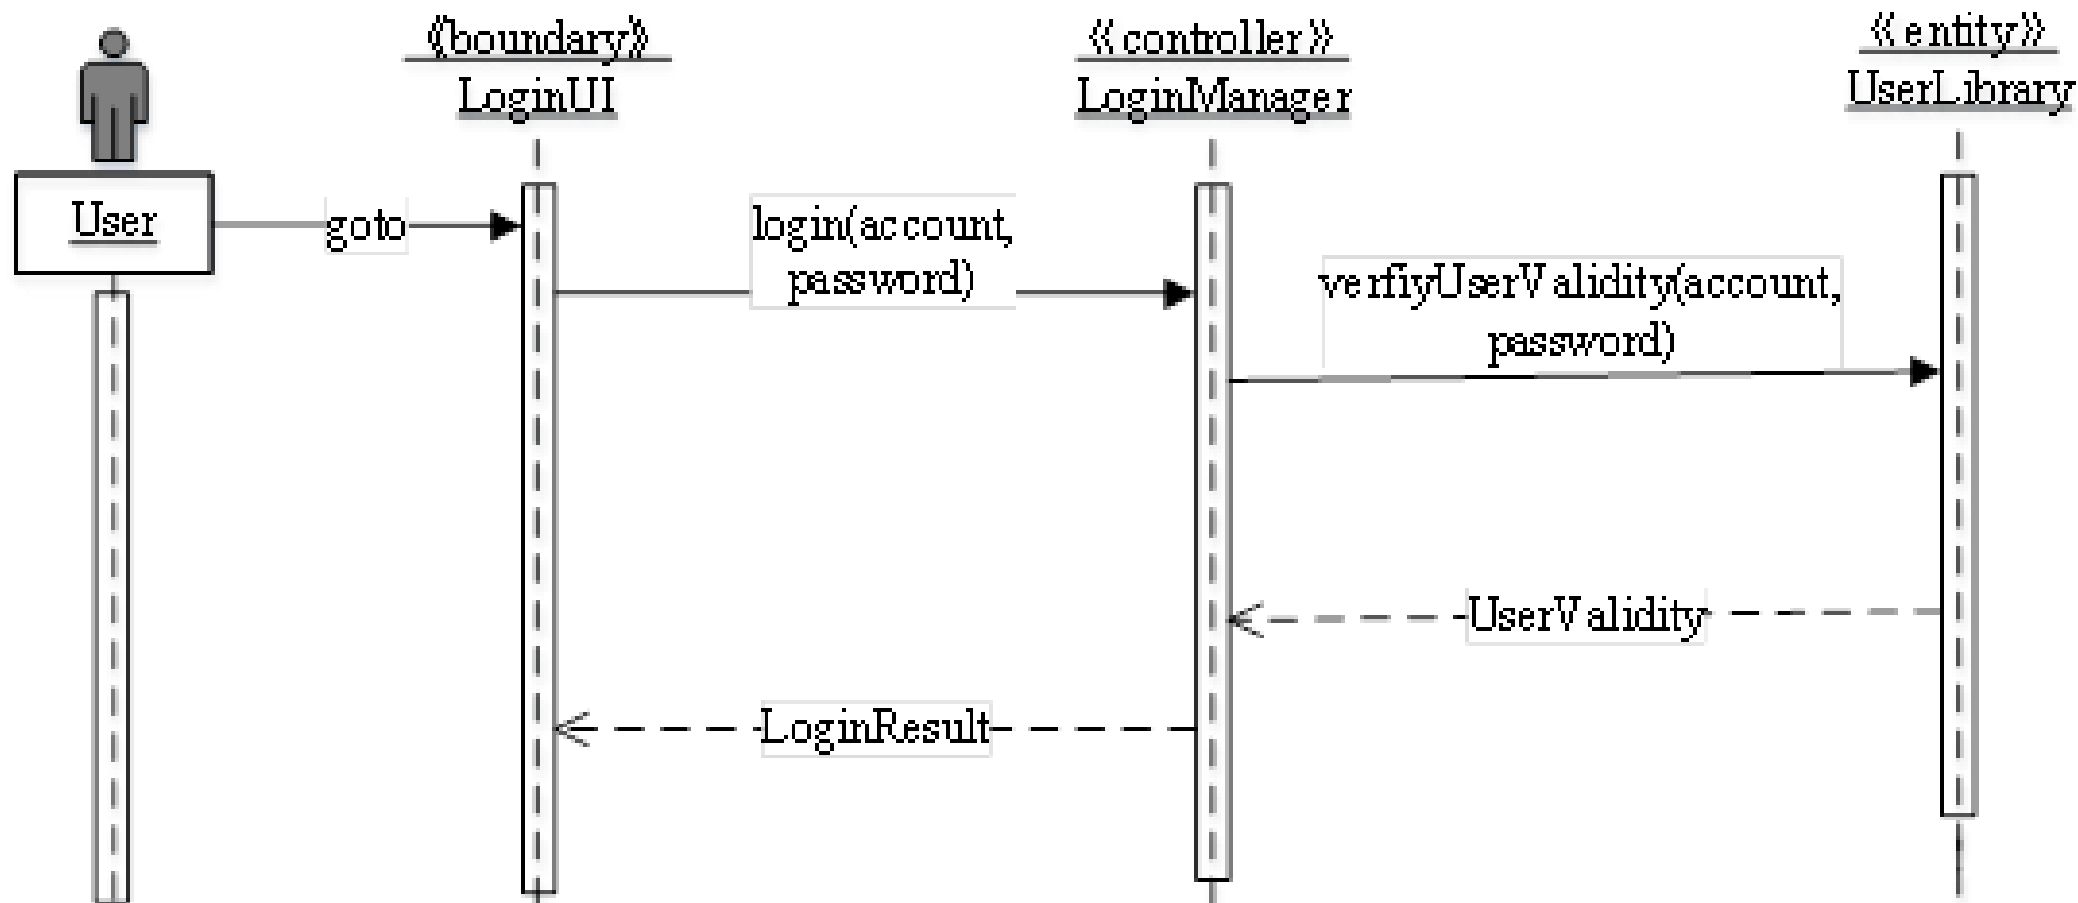 《boundary》
LoginUI
《controller》
LoginManager
《entity》
UserLibrary
User
goto
login(account,
password)
verfiyUserValidity(account,
password)
UserValidity
LoginResult